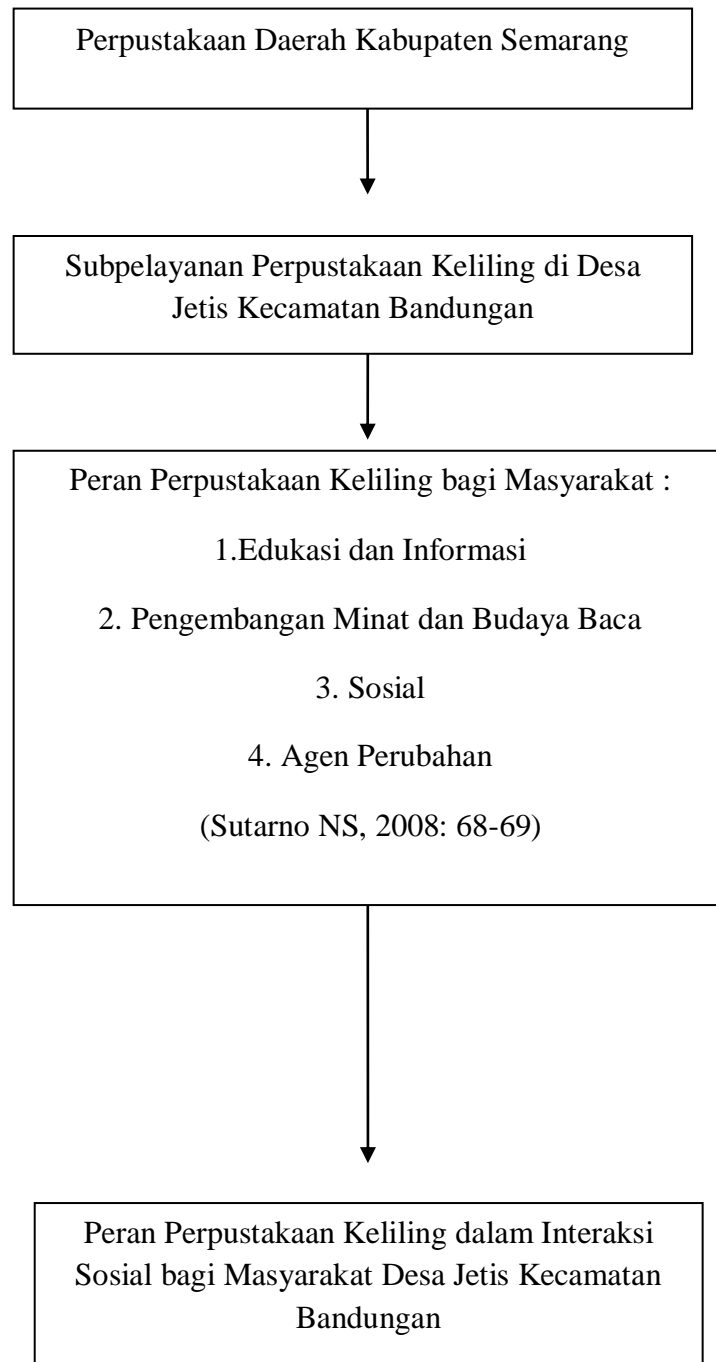 Perpustakaan Daerah Kabupaten Semarang
Subpelayanan Perpustakaan Keliling di Desa
Jetis Kecamatan Bandungan
Peran Perpustakaan Keliling bagi Masyarakat :
1.Edukasi dan Informasi
2. Pengembangan Minat dan Budaya Baca
3. Sosial
4. Agen Perubahan
(Sutarno NS, 2008: 68-69)
Peran Perpustakaan Keliling dalam Interaksi
Sosial bagi Masyarakat Desa Jetis Kecamatan
Bandungan